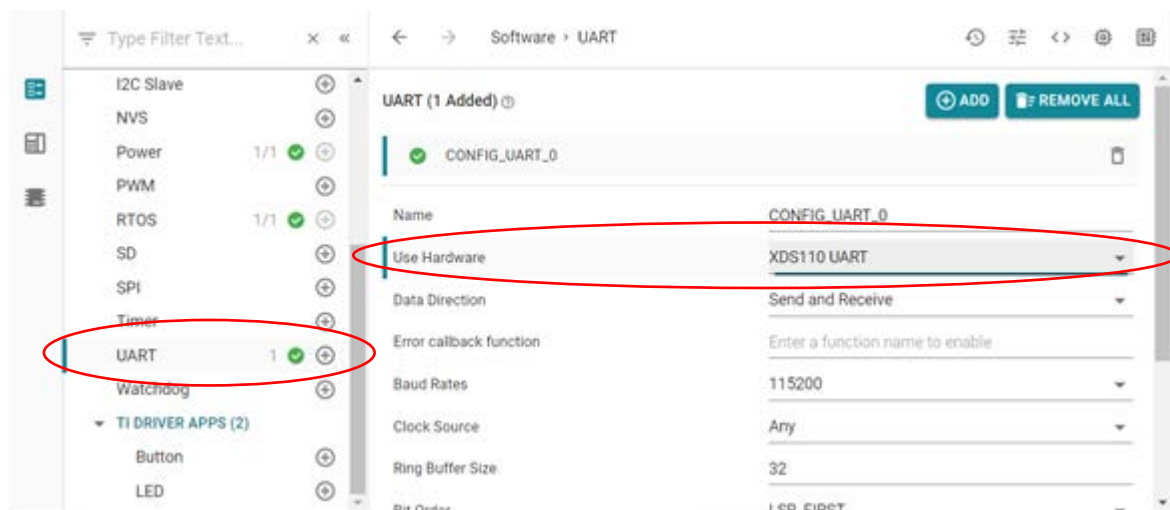 Type Filter Text...
Software › UART
I2C Slave
NVS
Power 1/1
PWM
RTOS 1/1
SD
SPI
Timer
UART 1
Watchdog
TI DRIVER APPS (2)
Button
LED
UART (1 Added)
ADD
REMOVE ALL
CONFIG_UART_0
Name CONFIG_UART_0
Use Hardware XDS110 UART
Data Direction Send and Receive
Error callback function Enter a function name to enable
Baud Rates 115200
Clock Source Any
Ring Buffer Size 32
Bit Order LSB_FIRST